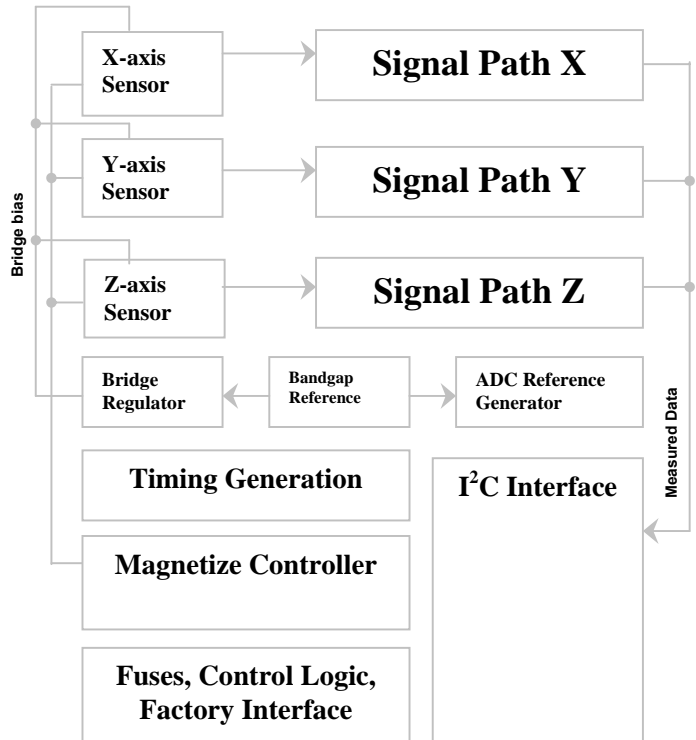 X-axis
Sensor
Signal Path X
Y-axis
Sensor
Signal Path Y
Bridge bias
Z-axis
Sensor
Signal Path Z
Bridge
Regulator
Bandgap
Reference
ADC Reference
Generator
Measured Data
Timing Generation
I²C Interface
Magnetize Controller
Fuses, Control Logic,
Factory Interface